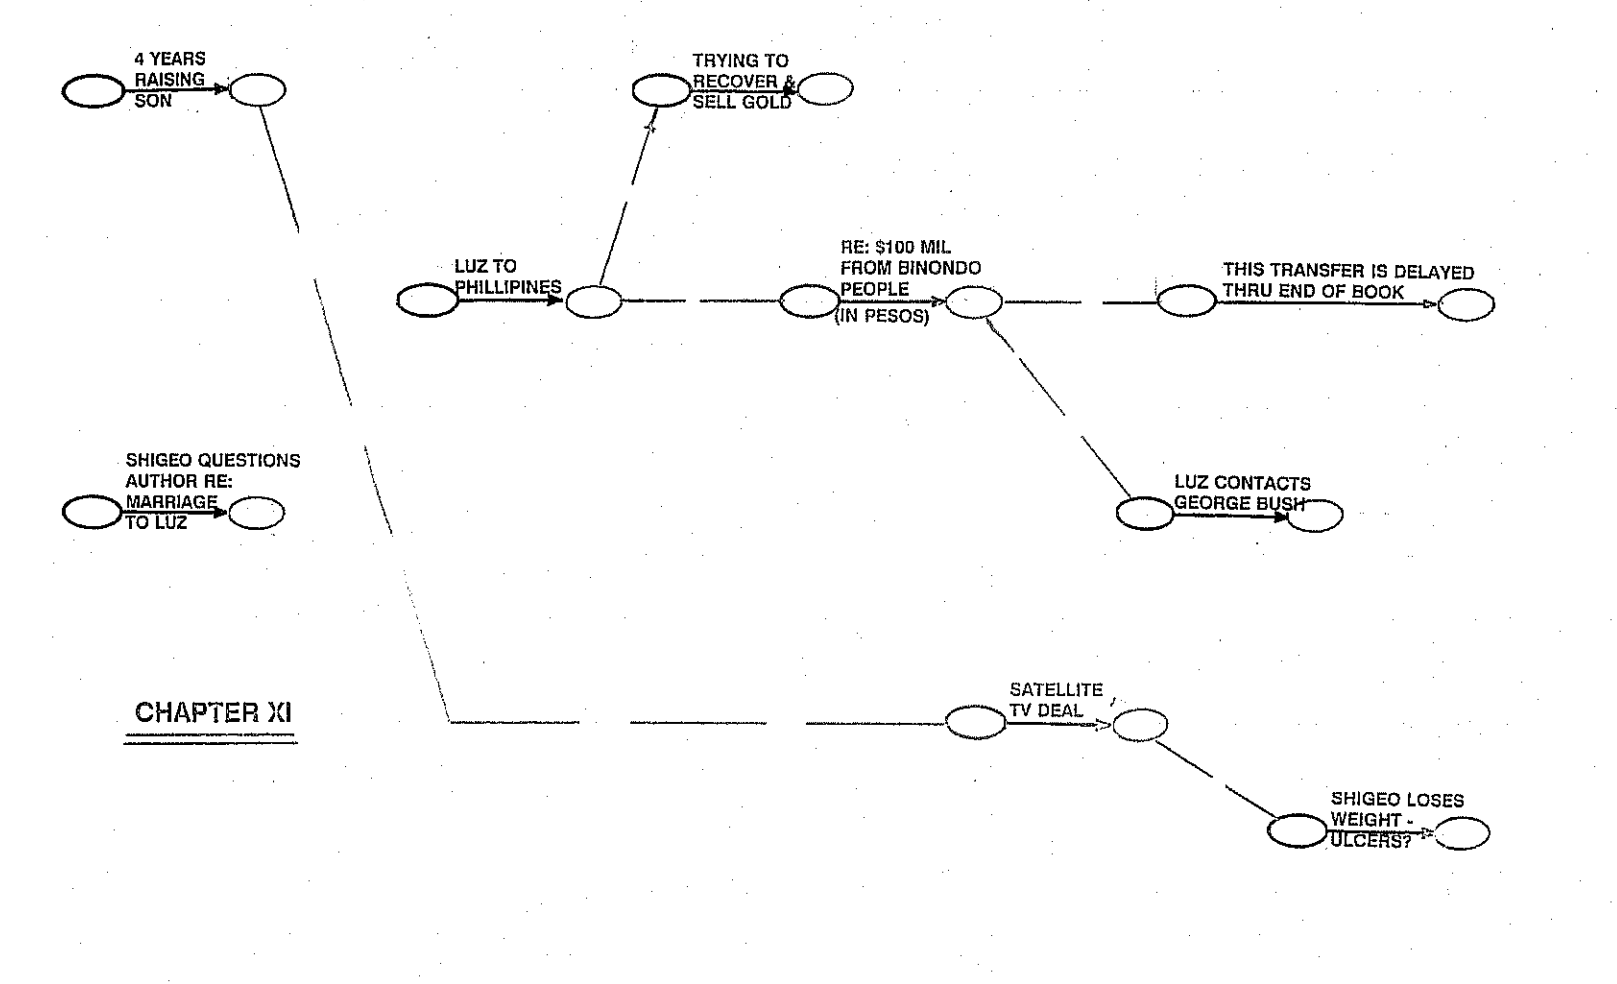 4 YEARS
RAISING
SON
TRYING TO
RECOVER &
SELL GOLD
LUZ TO
PHILLIPINES
RE: $100 MIL
FROM BINONDO
PEOPLE
(IN PESOS)
THIS TRANSFER IS DELAYED
THRU END OF BOOK
SHIGEO QUESTIONS
AUTHOR RE:
MARRIAGE
TO LUZ
LUZ CONTACTS
GEORGE BUSH
CHAPTER XI
SATELLITE
TV DEAL
SHIGEO LOSES
WEIGHT -
ULCERS?